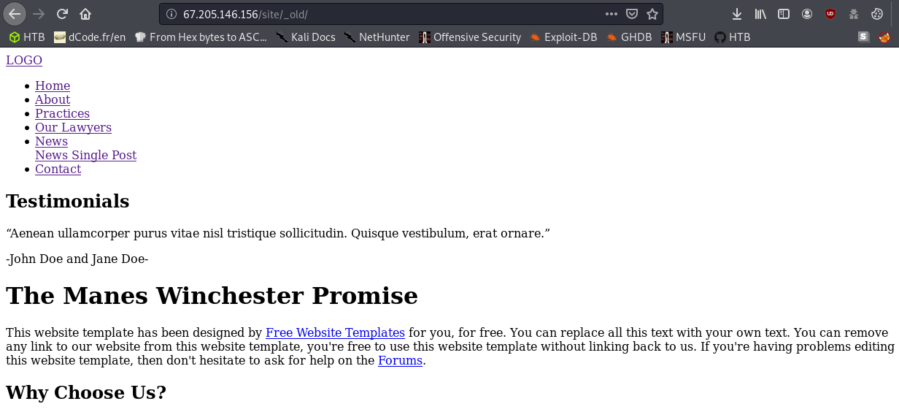 67.205.146.156/site/_old/
HTB dCode.fr/en From Hex bytes to ASC... Kali Docs NetHunter Offensive Security Exploit-DB GHDB MSFU HTB
LOGO
Home
About
Practices
Our Lawyers
News
News Single Post
Contact
Testimonials
“Aenean ullamcorper purus vitae nisl tristique sollicitudin. Quisque vestibulum, erat ornare.”
-John Doe and Jane Doe-
The Manes Winchester Promise
This website template has been designed by Free Website Templates for you, for free. You can replace all this text with your own text. You can remove
any link to our website from this website template, you're free to use this website template without linking back to us. If you're having problems editing
this website template, then don't hesitate to ask for help on the Forums.
Why Choose Us?